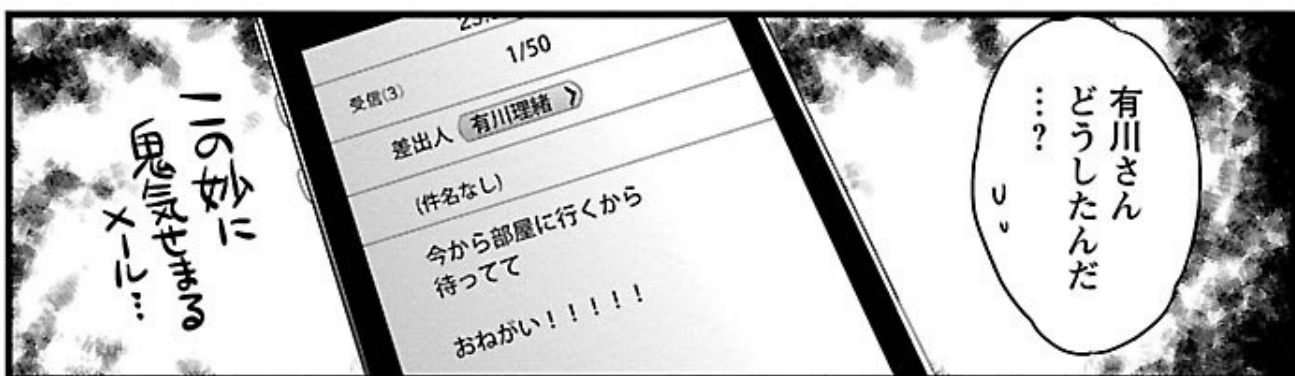 有川さん
どうしたんだ
…?
1/50
受信(3)
差出人 有川理緒
(件名なし)
今から部屋に行くから
待ってて
おねがい!!!!!
この妙に
鬼気せまる
メール…